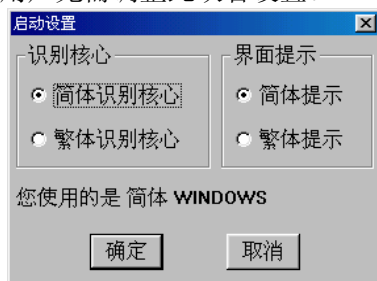 启动设置
识别核心
界面提示
简体识别核心
简体提示
繁体识别核心
繁体提示
您使用的是 简体 WINDOWS
确定
取消